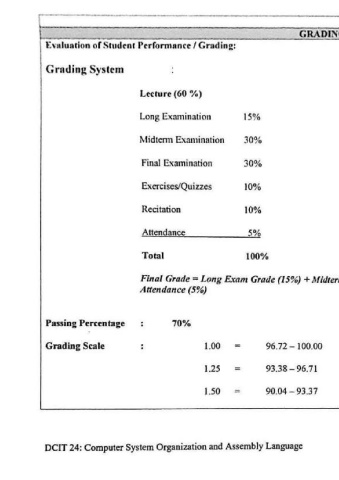 GRADIN
Evaluation of Student Performance / Grading:
Grading System :
Lecture (60 %)
Long Examination 15%
Midterm Examination 30%
Final Examination 30%
Exercises/Quizzes 10%
Recitation 10%
Attendance 5%
Total 100%
Final Grade = Long Exam Grade (15%) + Midter
Attendance (5%)
Passing Percentage : 70%
Grading Scale : 1.00 = 96.72 – 100.00
1.25 = 93.38 – 96.71
1.50 = 90.04 – 93.37
DCIT 24: Computer System Organization and Assembly Language